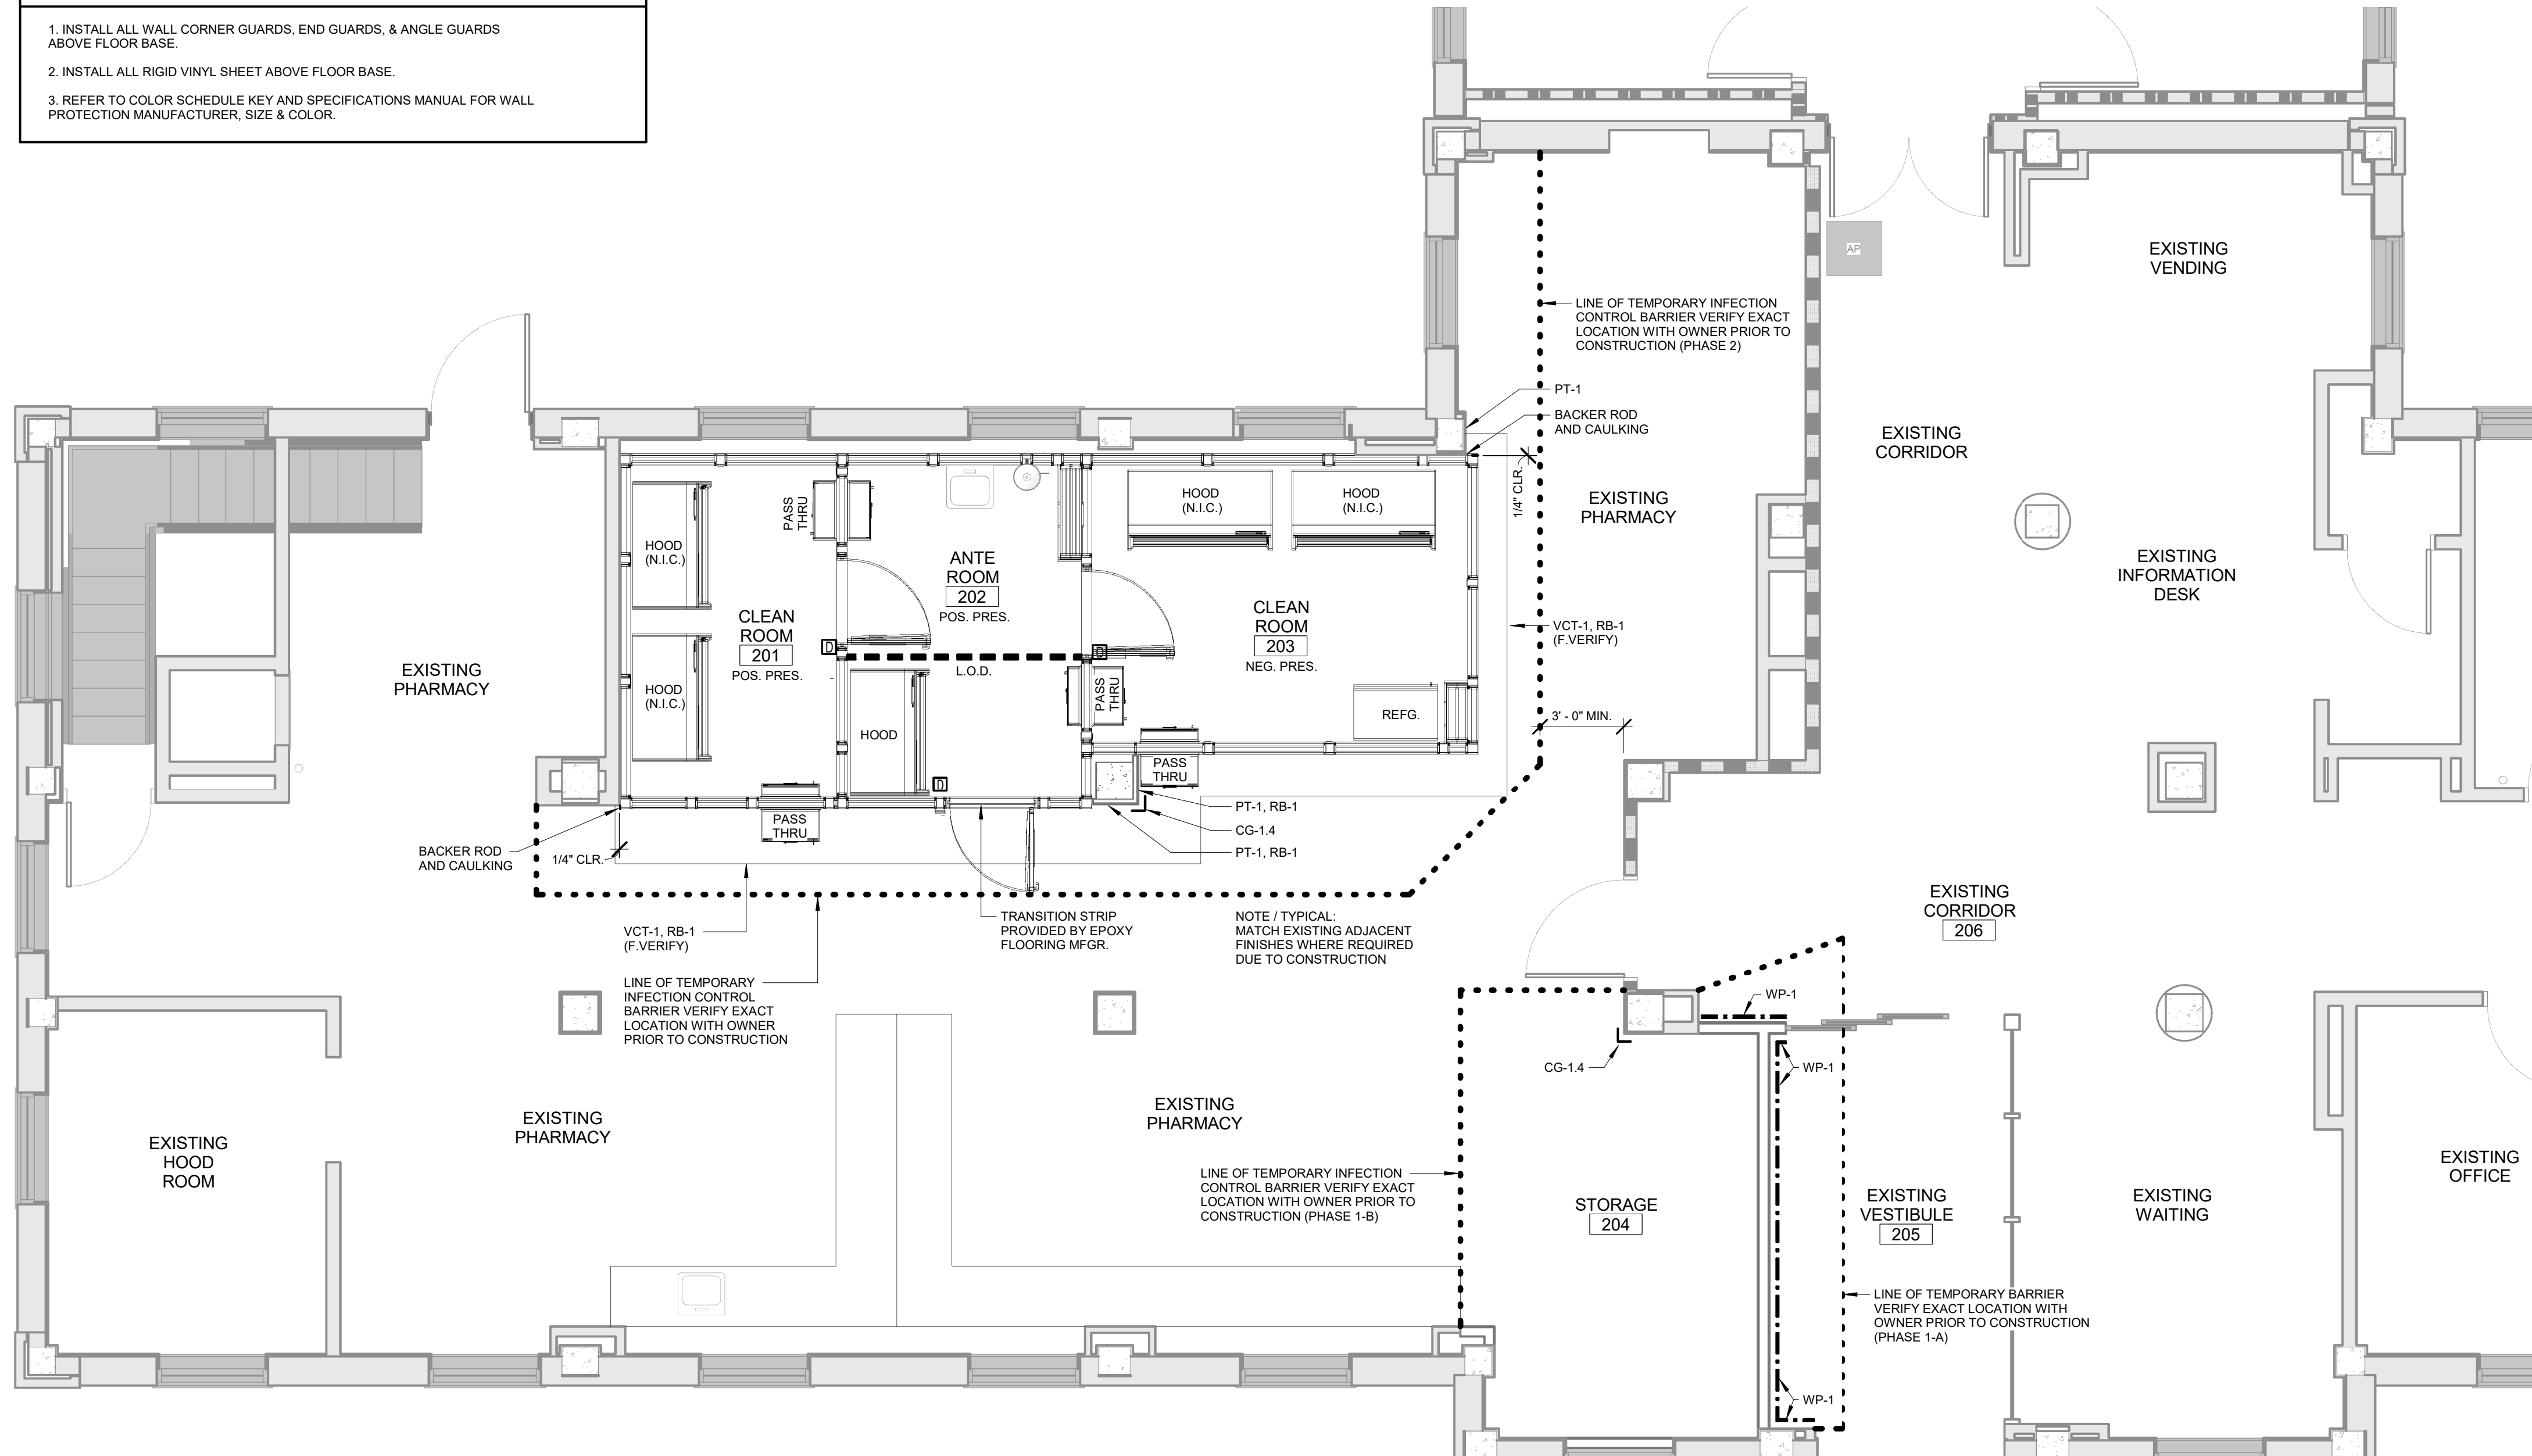 1. INSTALL ALL WALL CORNER GUARDS, END GUARDS, & ANGLE GUARDS
ABOVE FLOOR BASE.
2. INSTALL ALL RIGID VINYL SHEET ABOVE FLOOR BASE.
3. REFER TO COLOR SCHEDULE KEY AND SPECIFICATIONS MANUAL FOR WALL
PROTECTION MANUFACTURER, SIZE & COLOR.
AP
EXISTING
VENDING
LINE OF TEMPORARY INFECTION
CONTROL BARRIER VERIFY EXACT
LOCATION WITH OWNER PRIOR TO
CONSTRUCTION (PHASE 2)
PT-1
BACKER ROD
AND CAULKING
1/4" CLR.
EXISTING
CORRIDOR
EXISTING
PHARMACY
EXISTING
INFORMATION
DESK
HOOD
(N.I.C.)
HOOD
(N.I.C.)
HOOD
(N.I.C.)
HOOD
(N.I.C.)
PASS
THRU
ANTE
ROOM
202
POS. PRES.
CLEAN
ROOM
201
POS. PRES.
D
CLEAN
ROOM
203
NEG. PRES.
D
L.O.D.
VCT-1, RB-1
(F.VERIFY)
EXISTING
PHARMACY
PASS
THRU
REFG.
3' - 0" MIN.
HOOD
D
PASS
THRU
PASS
THRU
PT-1, RB-1
CG-1.4
PT-1, RB-1
BACKER ROD
AND CAULKING
1/4" CLR.
VCT-1, RB-1
(F.VERIFY)
TRANSITION STRIP
PROVIDED BY EPOXY
FLOORING MFGR.
NOTE / TYPICAL:
MATCH EXISTING ADJACENT
FINISHES WHERE REQUIRED
DUE TO CONSTRUCTION
EXISTING
CORRIDOR
206
LINE OF TEMPORARY
INFECTION CONTROL
BARRIER VERIFY EXACT
LOCATION WITH OWNER
PRIOR TO CONSTRUCTION
WP-1
CG-1.4
WP-1
EXISTING
HOOD
ROOM
EXISTING
PHARMACY
EXISTING
PHARMACY
LINE OF TEMPORARY INFECTION
CONTROL BARRIER VERIFY EXACT
LOCATION WITH OWNER PRIOR TO
CONSTRUCTION (PHASE 1-B)
STORAGE
204
EXISTING
VESTIBULE
205
EXISTING
WAITING
EXISTING
OFFICE
LINE OF TEMPORARY BARRIER
VERIFY EXACT LOCATION WITH
OWNER PRIOR TO CONSTRUCTION
(PHASE 1-A)
WP-1